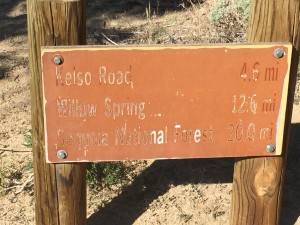 Kelso Road 4.6 mi
Willow Spring 12.6 mi
Sequoia National Forest 20.0 mi